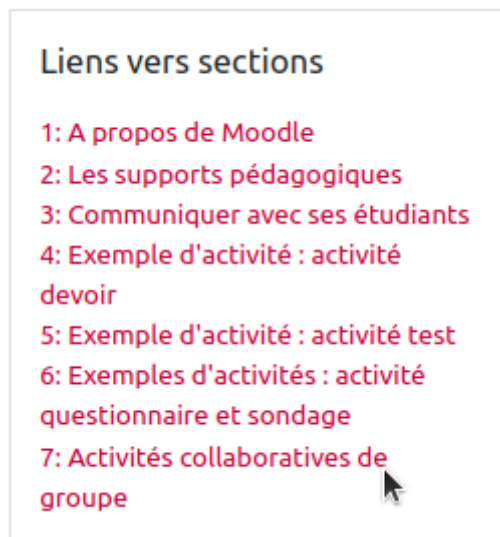 Liens vers sections
1: A propos de Moodle
2: Les supports pédagogiques
3: Communiquer avec ses étudiants
4: Exemple d'activité : activité
devoir
5: Exemple d'activité : activité test
6: Exemples d'activités : activité
questionnaire et sondage
7: Activités collaboratives de
groupe